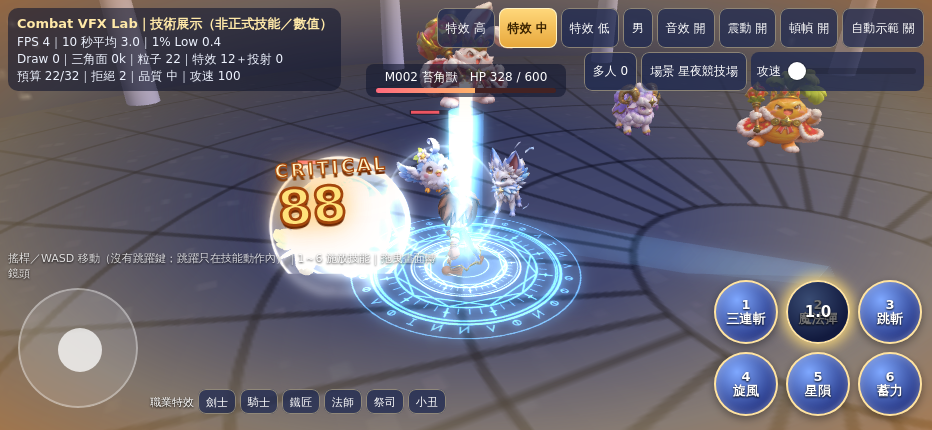 Combat VFX Lab｜技術展示（非正式技能／數值）
FPS 4｜10 秒平均 3.0｜1% Low 0.4
Draw 0｜三角面 0k｜粒子 22｜特效 12＋投射 0
預算 22/32｜拒絕 2｜品質 中｜攻速 100
特效 高
特效 中
特效 低
男
音效 開
震動 開
頓幀 開
自動示範 關
多人 0
場景 星夜競技場
攻速
M002 苔角獸 HP 328 / 600
CRITICAL
88
搖桿／WASD 移動（沒有跳躍鍵；跳躍只在技能動作內）｜1～6 施放技能｜拖曳畫面轉
鏡頭
1
三連斬
2
魔法彈
1.0
3
跳斬
4
旋風
5
星隕
6
蓄力
職業特效
劍士
騎士
鐵匠
法師
祭司
小丑